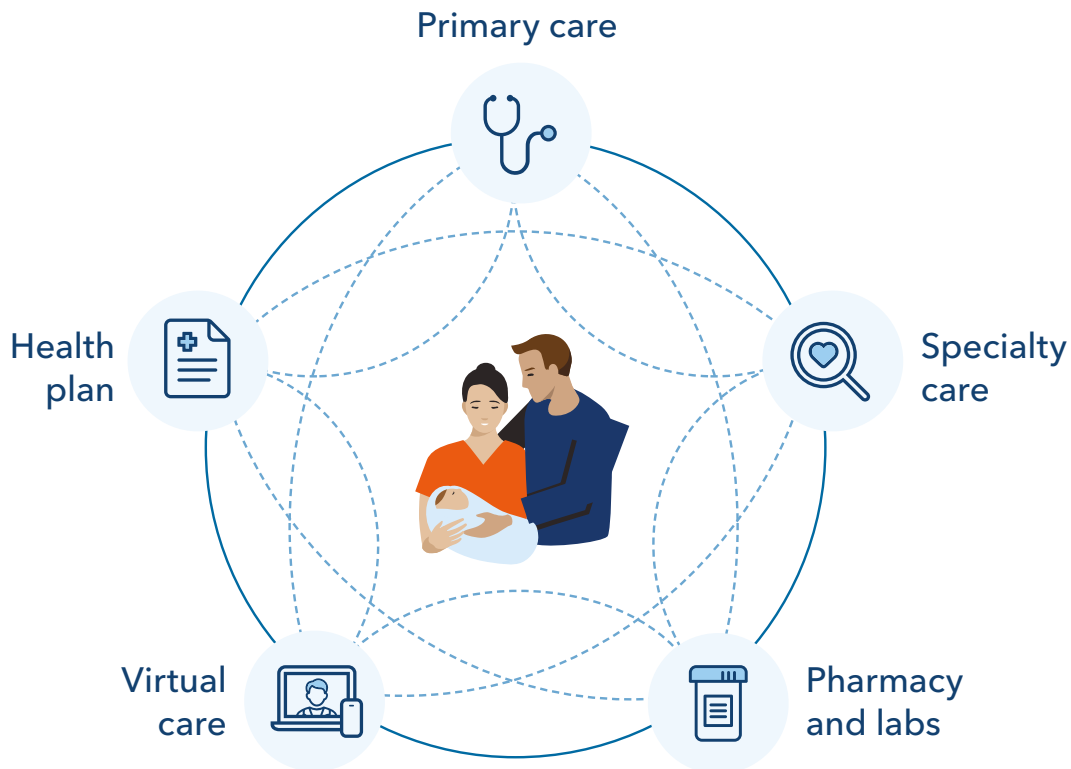 Primary care
Health
plan
Specialty
care
Virtual
care
Pharmacy
and labs